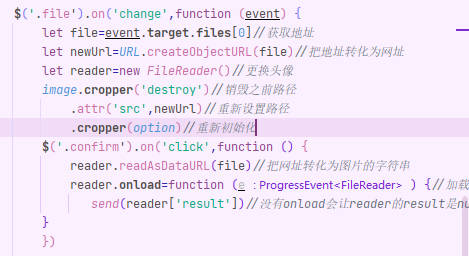 $('.file').on('change',function (event) {
let file=event.target.files[0]//获取地址
let newUrl=URL.createObjectURL(file)//把地址转化为网址
let reader=new FileReader()//更换头像
image.cropper('destroy')//销毁之前路径
.attr('src',newUrl)//重新设置路径
.cropper(option)//重新初始化
$('.confirm').on('click',function () {
reader.readAsDataURL(file)//把网址转化为图片的字符串
reader.onload=function (e : ProgressEvent<FileReader> ) {//加载
send(reader['result'])//没有onload会让reader的result是nu
}
})